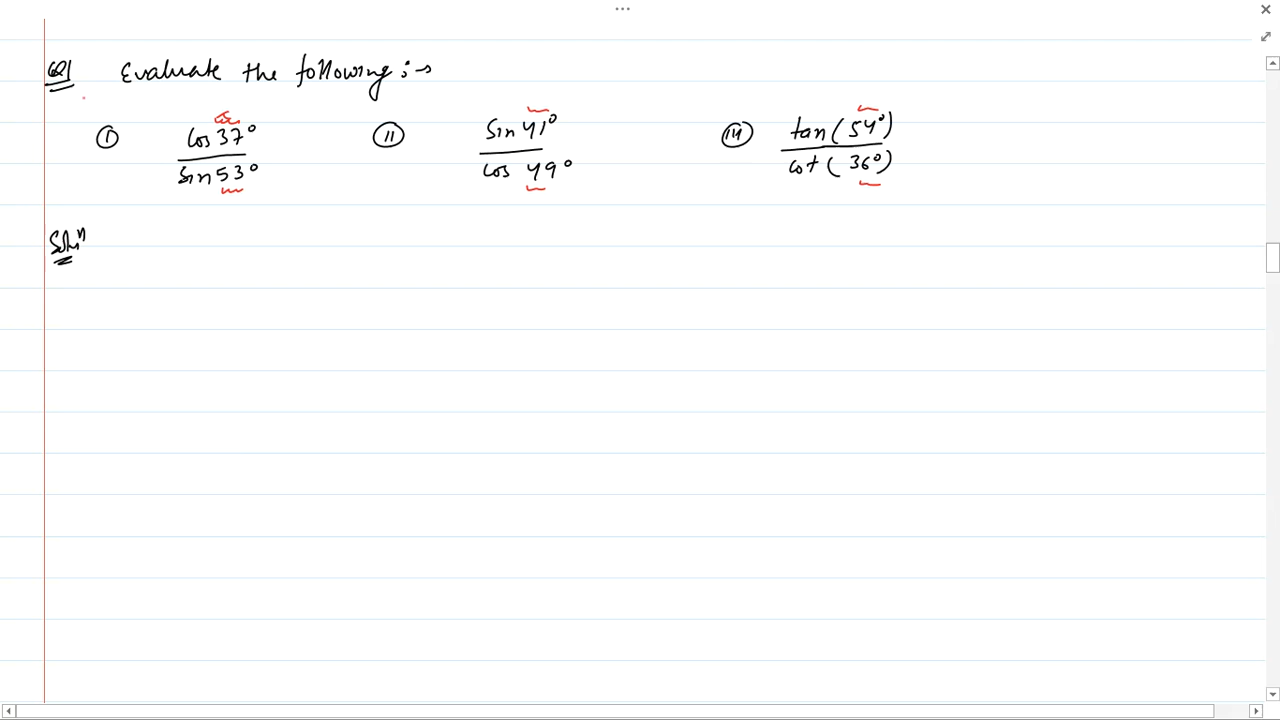 Q1 Evaluate the following :→
(i) cos 37° / sin 53° (ii) sin 41° / cos 49° (iii) tan (54°) / cot (36°)
Solⁿ